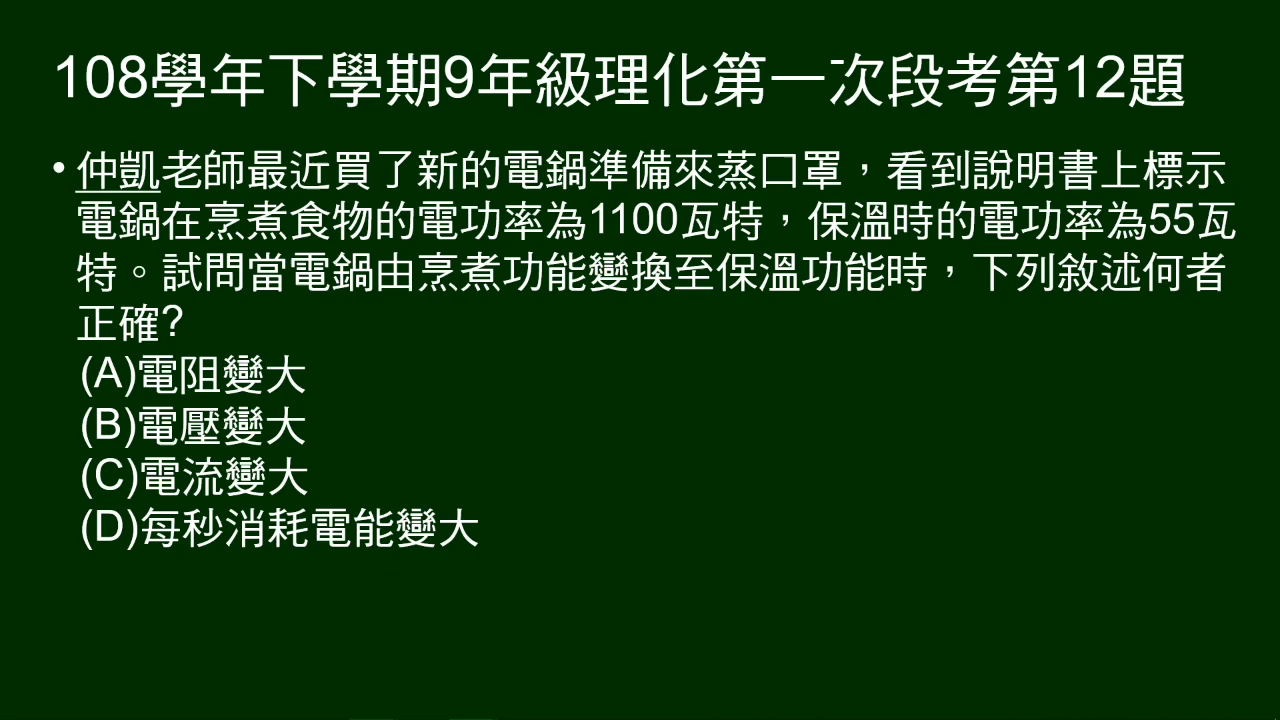 108學年下學期9年級理化第一次段考第12題
• 仲凱老師最近買了新的電鍋準備來蒸口罩，看到說明書上標示
電鍋在烹煮食物的電功率為1100瓦特，保溫時的電功率為55瓦
特。試問當電鍋由烹煮功能變換至保溫功能時，下列敘述何者
正確?
(A)電阻變大
(B)電壓變大
(C)電流變大
(D)每秒消耗電能變大